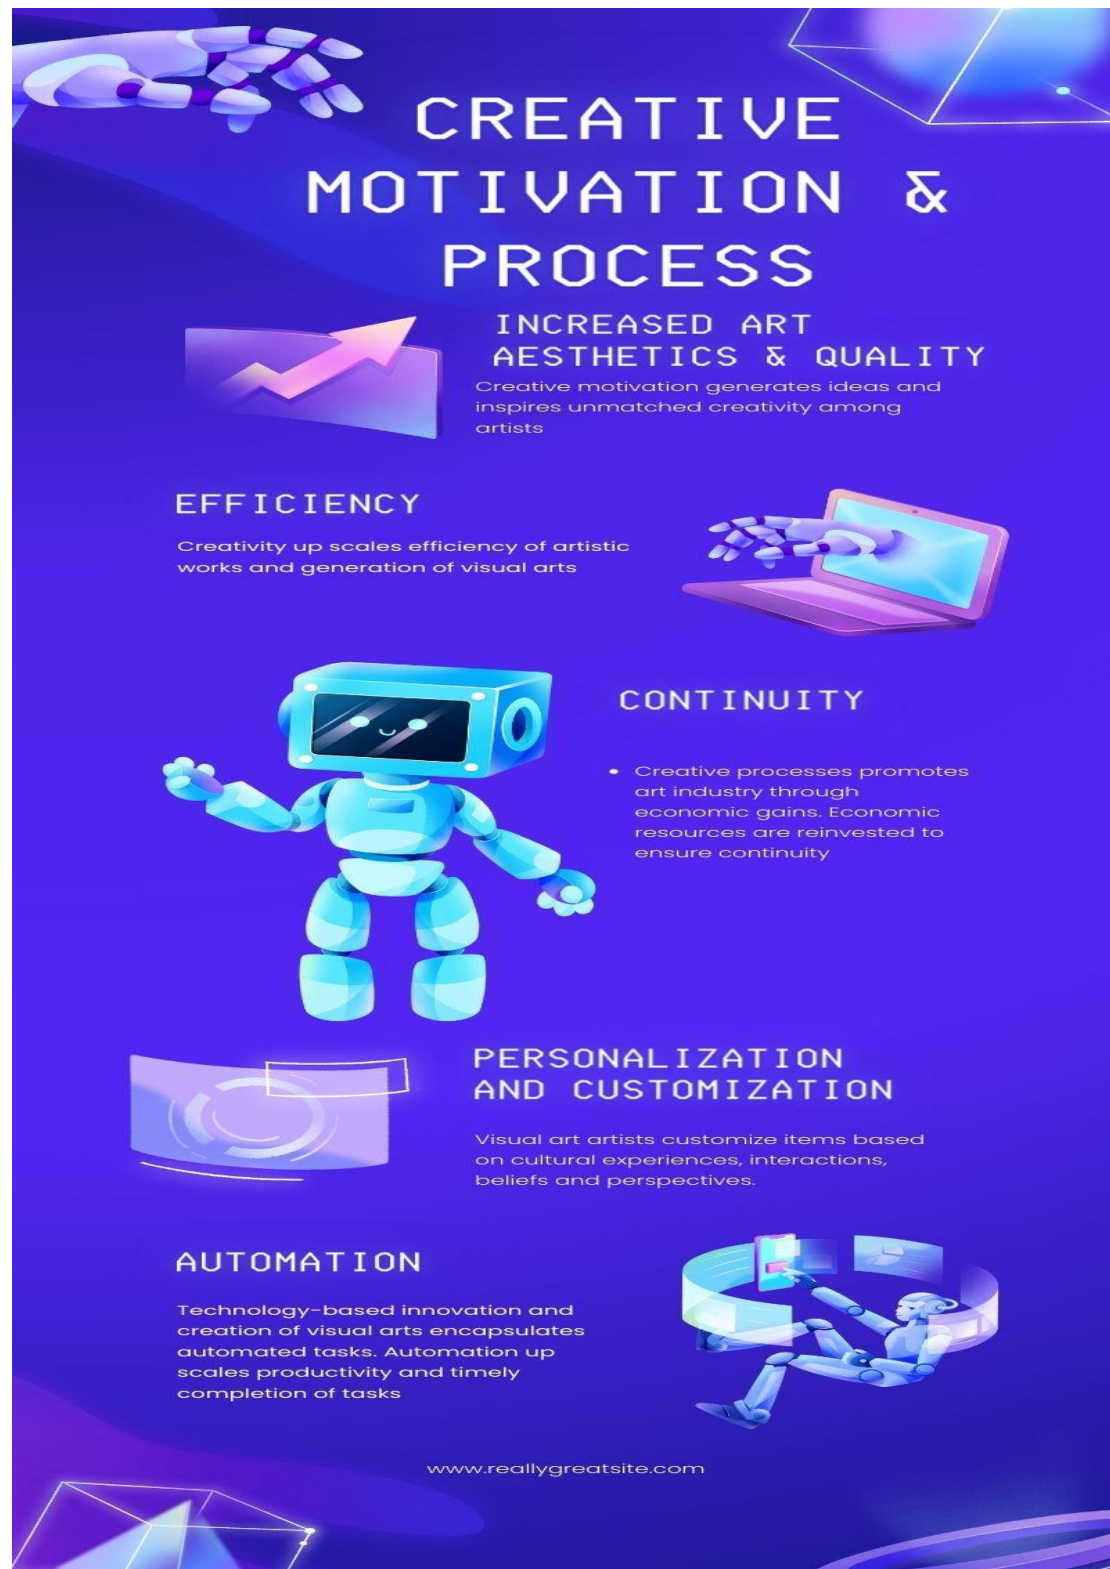 CREATIVE
MOTIVATION &
PROCESS
INCREASED ART
AESTHETICS & QUALITY
Creative motivation generates ideas and
inspires unmatched creativity among
artists
EFFICIENCY
Creativity up scales efficiency of artistic
works and generation of visual arts
CONTINUITY
• Creative processes promotes
art industry through
economic gains. Economic
resources are reinvested to
ensure continuity
PERSONALIZATION
AND CUSTOMIZATION
Visual art artists customize items based
on cultural experiences, interactions,
beliefs and perspectives.
AUTOMATION
Technology-based innovation and
creation of visual arts encapsulates
automated tasks. Automation up
scales productivity and timely
completion of tasks
www.reallygreatsite.com